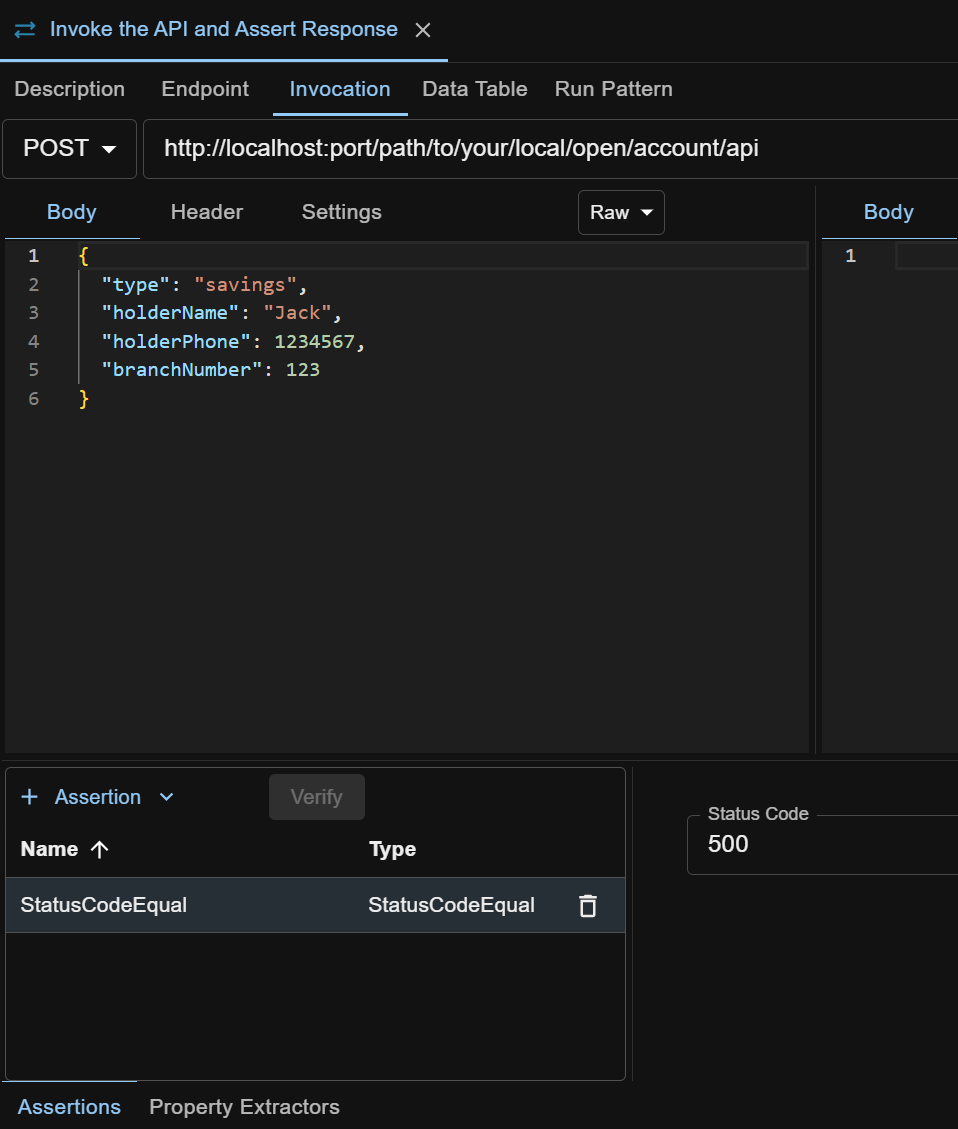 Invoke the API and Assert Response
Description Endpoint Invocation Data Table Run Pattern
POST http://localhost:port/path/to/your/local/open/account/api
Body Header Settings Raw Body
1 { 1
2 "type": "savings",
3 "holderName": "Jack",
4 "holderPhone": 1234567,
5 "branchNumber": 123
6 }
+ Assertion Verify
Status Code
500
Name ↑ Type
StatusCodeEqual StatusCodeEqual
Assertions Property Extractors